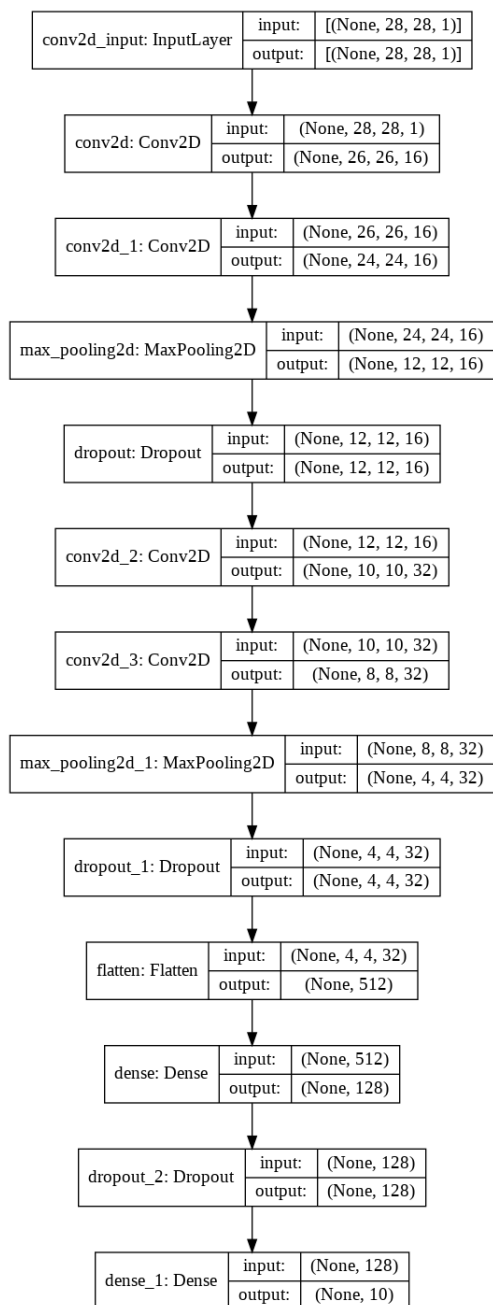 conv2d_input: InputLayer
input: [(None, 28, 28, 1)]
output: [(None, 28, 28, 1)]
conv2d: Conv2D
input: (None, 28, 28, 1)
output: (None, 26, 26, 16)
conv2d_1: Conv2D
input: (None, 26, 26, 16)
output: (None, 24, 24, 16)
max_pooling2d: MaxPooling2D
input: (None, 24, 24, 16)
output: (None, 12, 12, 16)
dropout: Dropout
input: (None, 12, 12, 16)
output: (None, 12, 12, 16)
conv2d_2: Conv2D
input: (None, 12, 12, 16)
output: (None, 10, 10, 32)
conv2d_3: Conv2D
input: (None, 10, 10, 32)
output: (None, 8, 8, 32)
max_pooling2d_1: MaxPooling2D
input: (None, 8, 8, 32)
output: (None, 4, 4, 32)
dropout_1: Dropout
input: (None, 4, 4, 32)
output: (None, 4, 4, 32)
flatten: Flatten
input: (None, 4, 4, 32)
output: (None, 512)
dense: Dense
input: (None, 512)
output: (None, 128)
dropout_2: Dropout
input: (None, 128)
output: (None, 128)
dense_1: Dense
input: (None, 128)
output: (None, 10)